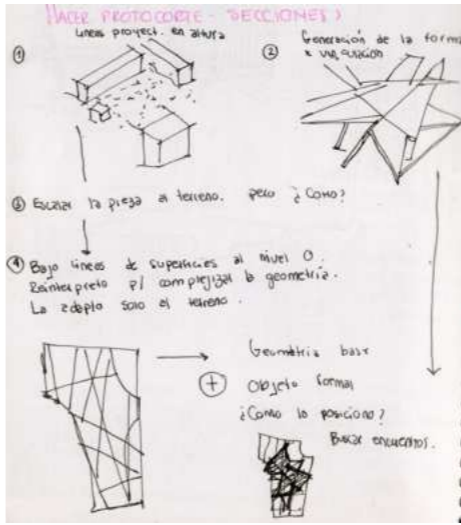 HACER PROTOCORTE - SECCIONES >
①
Lineas proyect. en altura
②
Generación de la forma
x vinculación
③ Escalar la pieza al terreno. pero ¿Como?
④ Bajo lineas de superficies al nivel 0.
Reinterpreto p/ complejizar la geometría.
La adapto solo al terreno.
Geometria base
+
Objeto formal
¿Como lo posiciono?
Buscar encuentros.